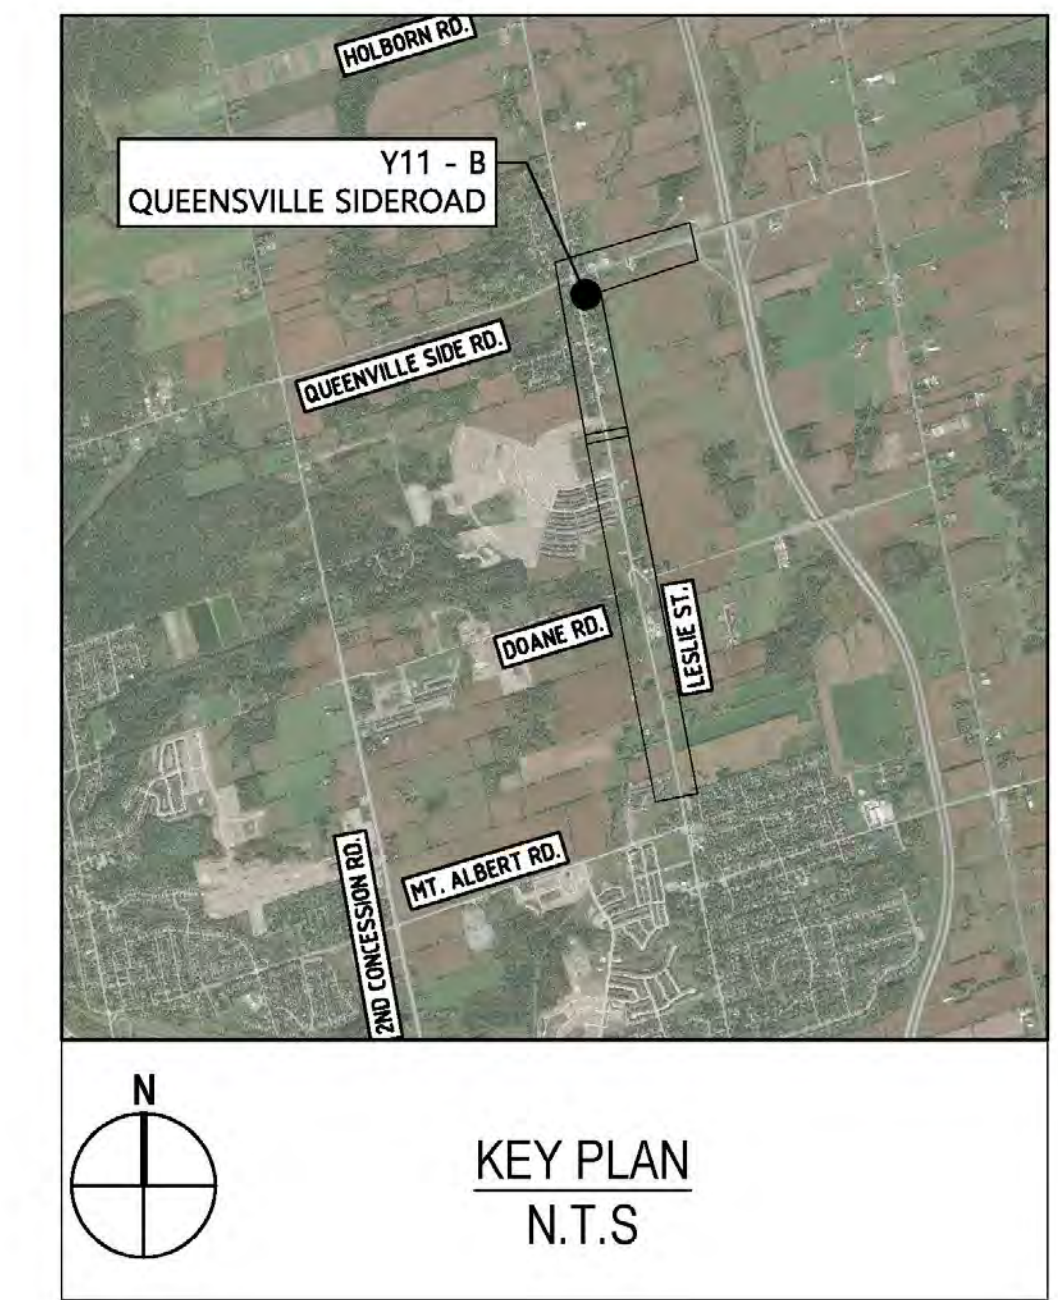 HOLBORN RD.
Y11 - B
QUEENSVILLE SIDEROAD
QUEENVILLE SIDE RD.
DOANE RD.
LESLIE ST.
MT. ALBERT RD.
2ND CONCESSION RD.
N
KEY PLAN
N.T.S